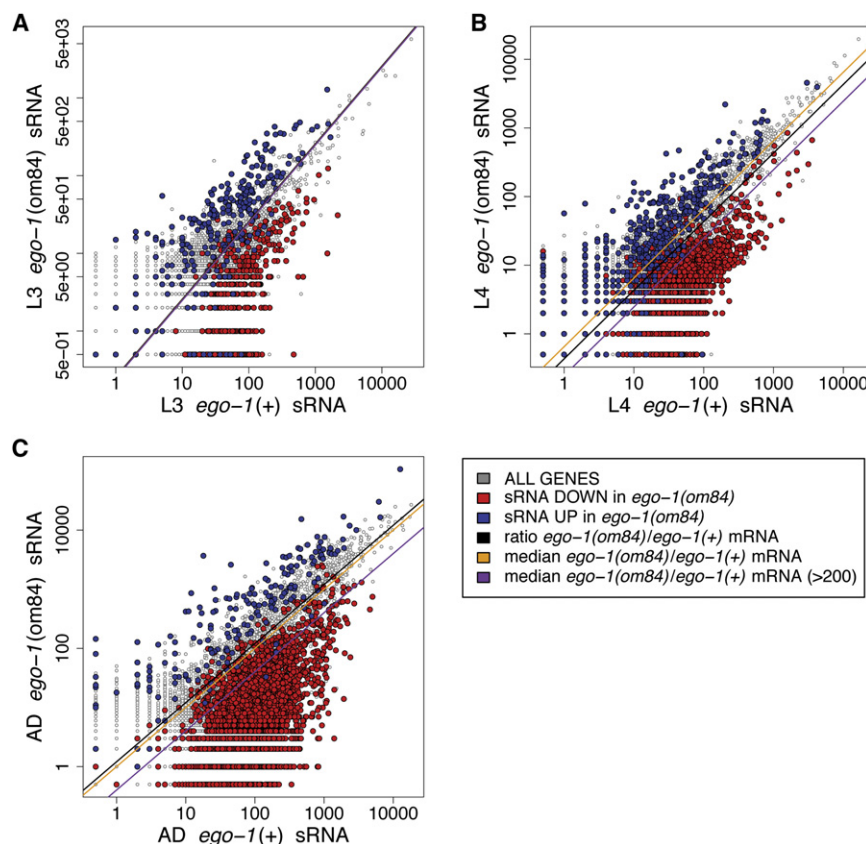 A
5e+03
5e+02
5e+01
5e+00
5e−01
L3 ego−1(om84) sRNA
1 10 100 1000 10000
L3 ego−1(+) sRNA
B
10000
1000
100
10
1
L4 ego−1(om84) sRNA
1 10 100 1000 10000
L4 ego−1(+) sRNA
C
10000
100
1
AD ego−1(om84) sRNA
1 10 100 1000 10000
AD ego−1(+) sRNA
ALL GENES
sRNA DOWN in ego−1(om84)
sRNA UP in ego−1(om84)
ratio ego−1(om84)/ego−1(+) mRNA
median ego−1(om84)/ego−1(+) mRNA
median ego−1(om84)/ego−1(+) mRNA (>200)